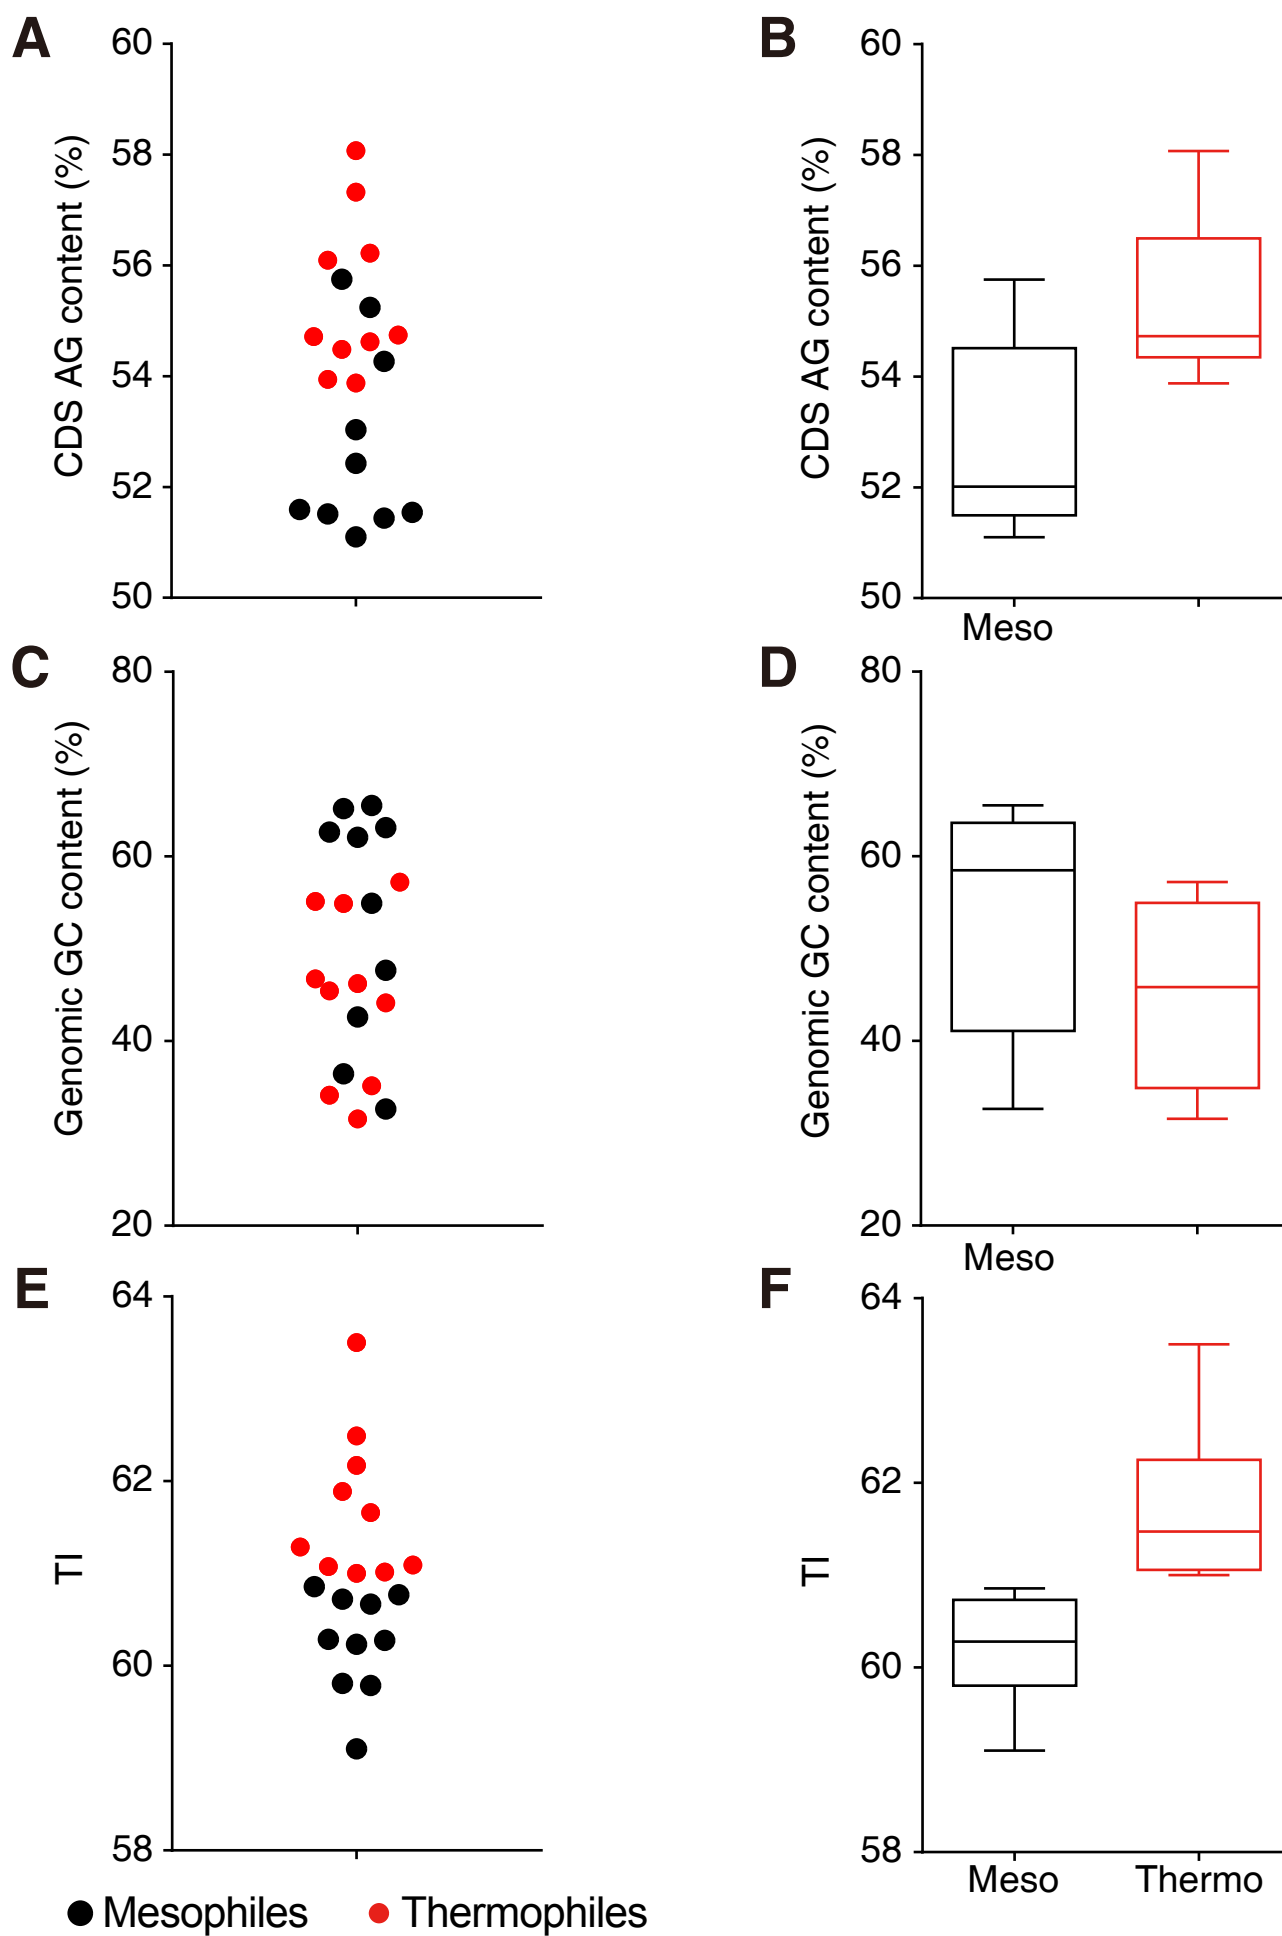 A
60
58
56
54
52
50
CDS AG content (%)
B
60
58
56
54
52
50
CDS AG content (%)
Meso
C
80
60
40
20
Genomic GC content (%)
D
80
60
40
20
Genomic GC content (%)
Meso
E
64
62
60
58
TI
F
64
62
60
58
TI
Meso Thermo
Mesophiles Thermophiles